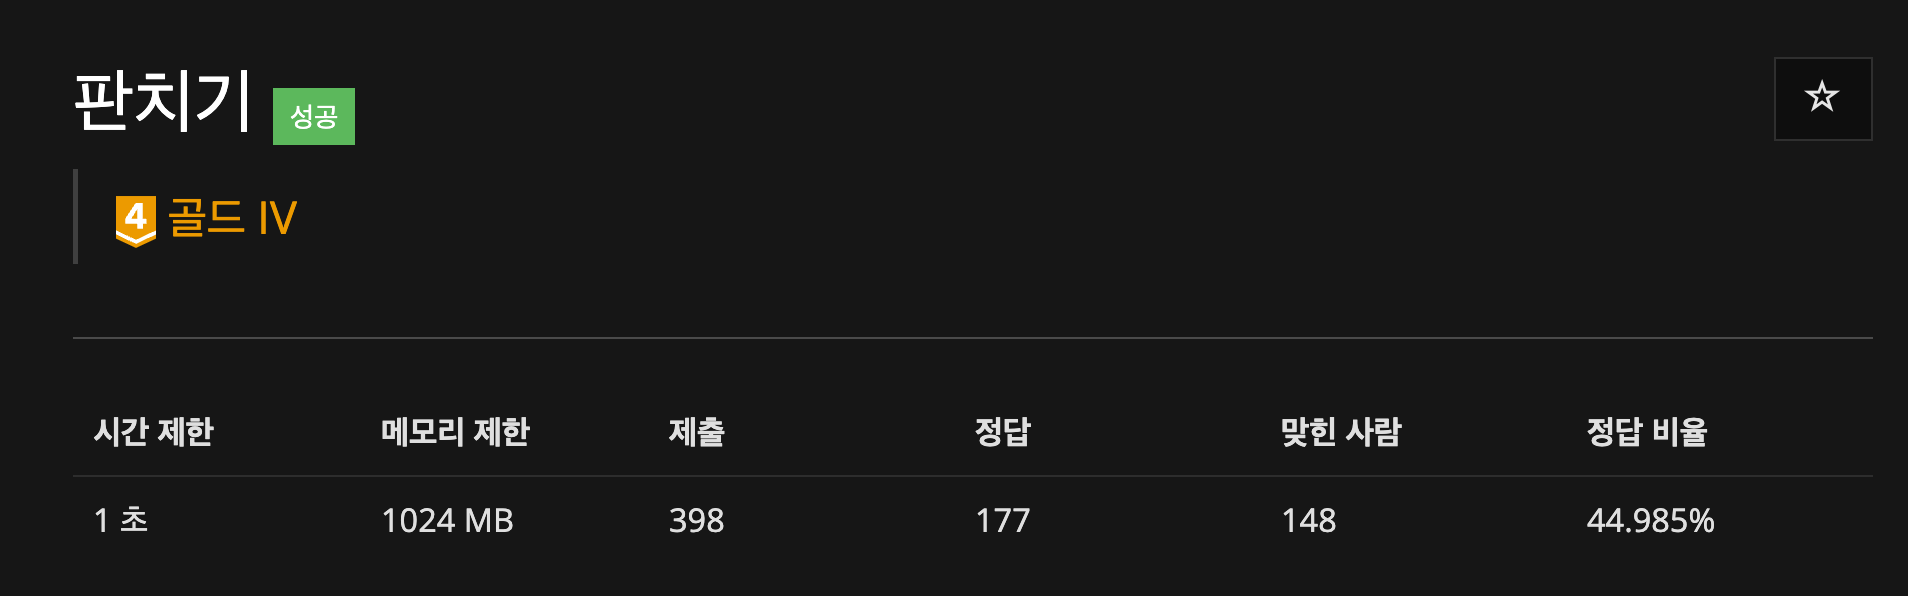 판치기 성공
4 골드 IV
시간 제한 메모리 제한 제출 정답 맞힌 사람 정답 비율
1 초 1024 MB 398 177 148 44.985%